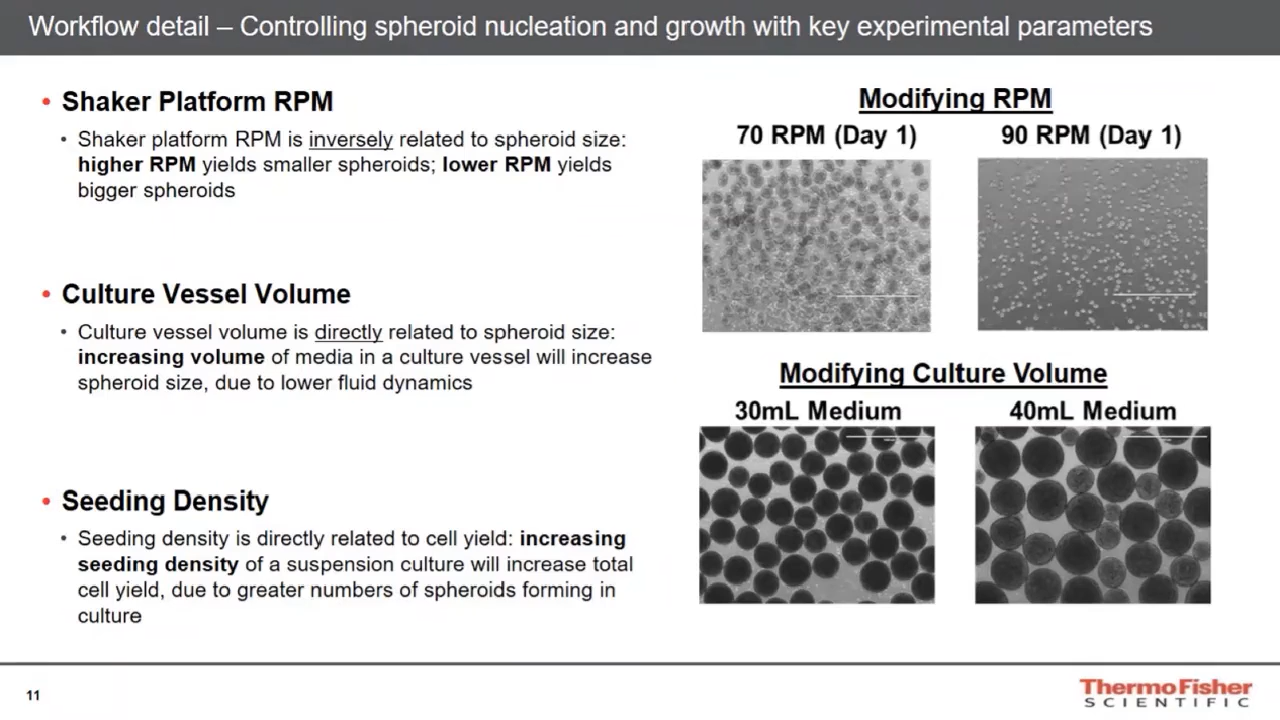 Workflow detail – Controlling spheroid nucleation and growth with key experimental parameters
• Shaker Platform RPM
• Shaker platform RPM is inversely related to spheroid size:
higher RPM yields smaller spheroids; lower RPM yields
bigger spheroids
• Culture Vessel Volume
• Culture vessel volume is directly related to spheroid size:
increasing volume of media in a culture vessel will increase
spheroid size, due to lower fluid dynamics
• Seeding Density
• Seeding density is directly related to cell yield: increasing
seeding density of a suspension culture will increase total
cell yield, due to greater numbers of spheroids forming in
culture
Modifying RPM
70 RPM (Day 1)
90 RPM (Day 1)
Modifying Culture Volume
30mL Medium
40mL Medium
11
ThermoFisher
SCIENTIFIC